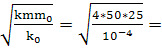 √(kmm₀/k₀) = √(4*50*25/10⁻⁴) =